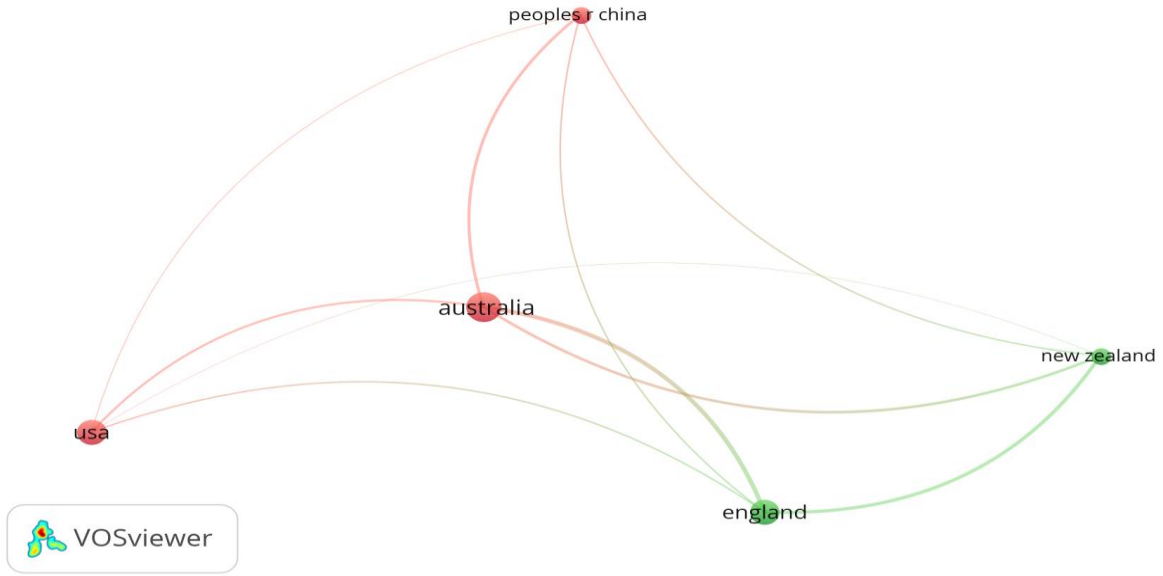 peoples r china
australia
new zealand
usa
england
VOSviewer